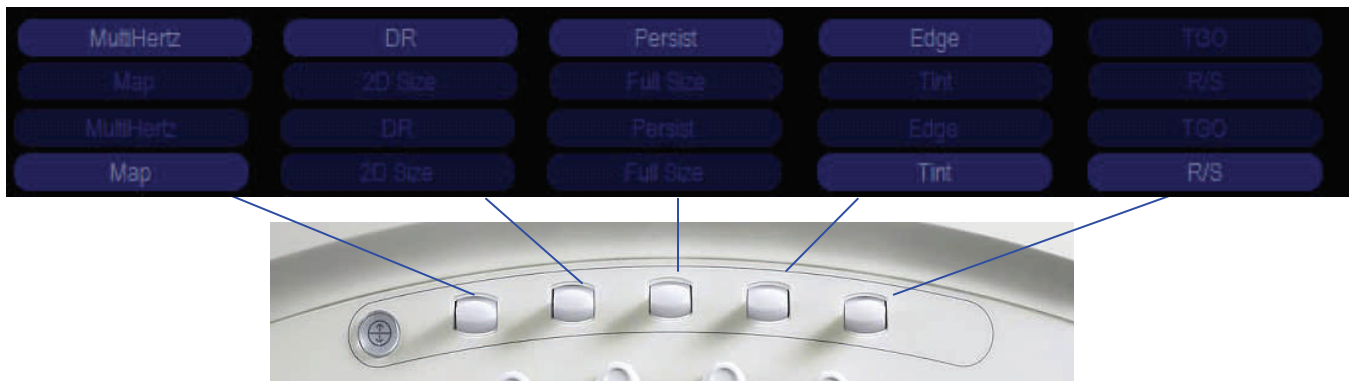 MultiHertz DR Persist Edge TGO
Map 2D Size Full Size Tint R/S
MultiHertz DR Persist Edge TGO
Map 2D Size Full Size Tint R/S